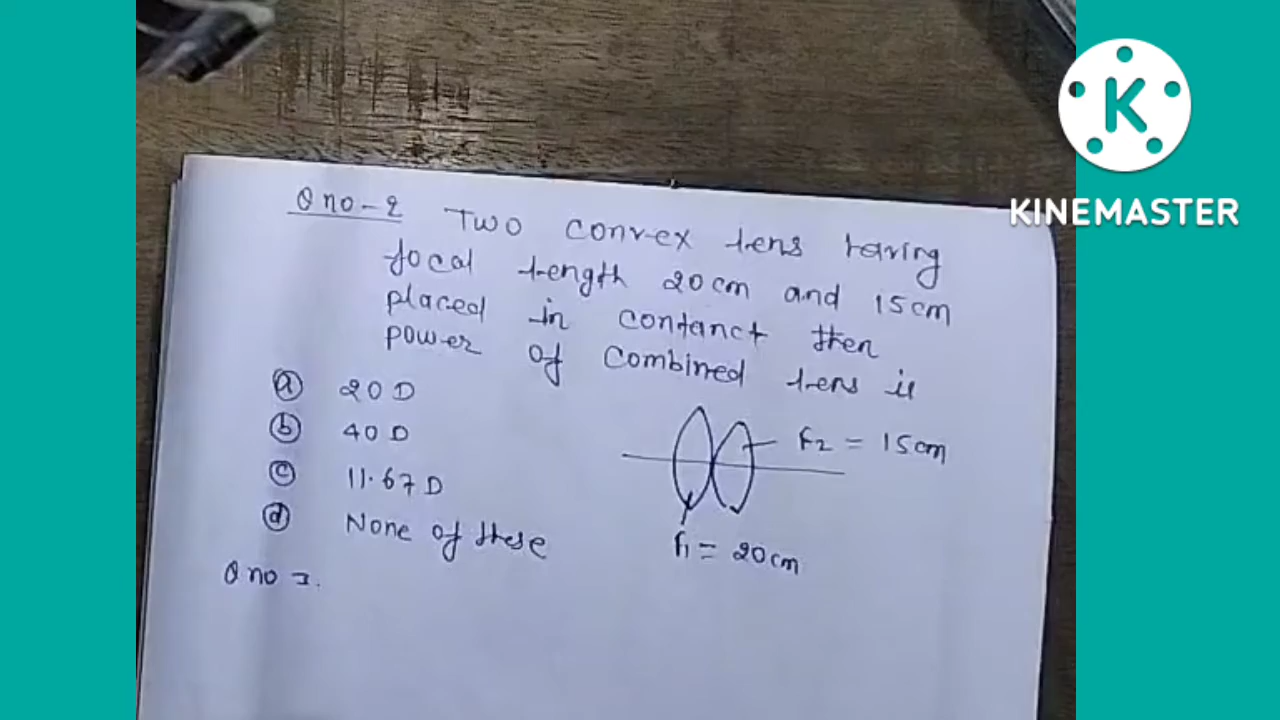 Q no-2 Two convex lens having
focal length 20cm and 15cm
placed in contanct then
power of combined lens is
(a) 20 D
(b) 40 D
(c) 11.67 D
(d) None of these
F2 = 15cm
f1 = 20cm
Q no 3.
K
KINEMASTER